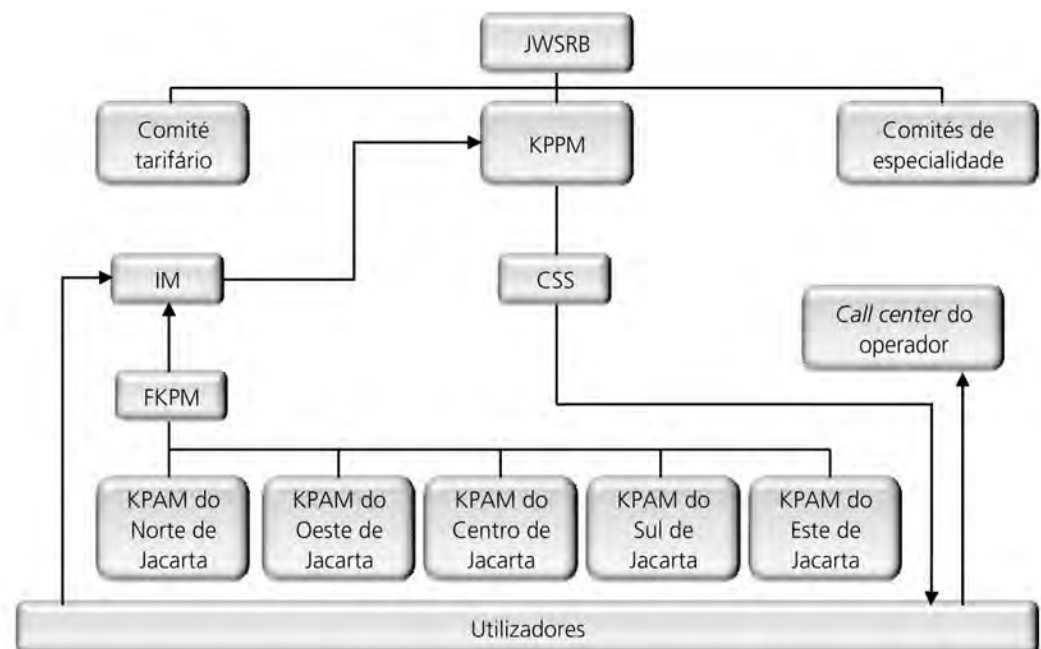 JWSRB
Comité
tarifário
KPPM
Comités de
especialidade
IM
CSS
Call center do
operador
FKPM
KPAM do
Norte de
Jacarta
KPAM do
Oeste de
Jacarta
KPAM do
Centro de
Jacarta
KPAM do
Sul de
Jacarta
KPAM do
Este de
Jacarta
Utilizadores